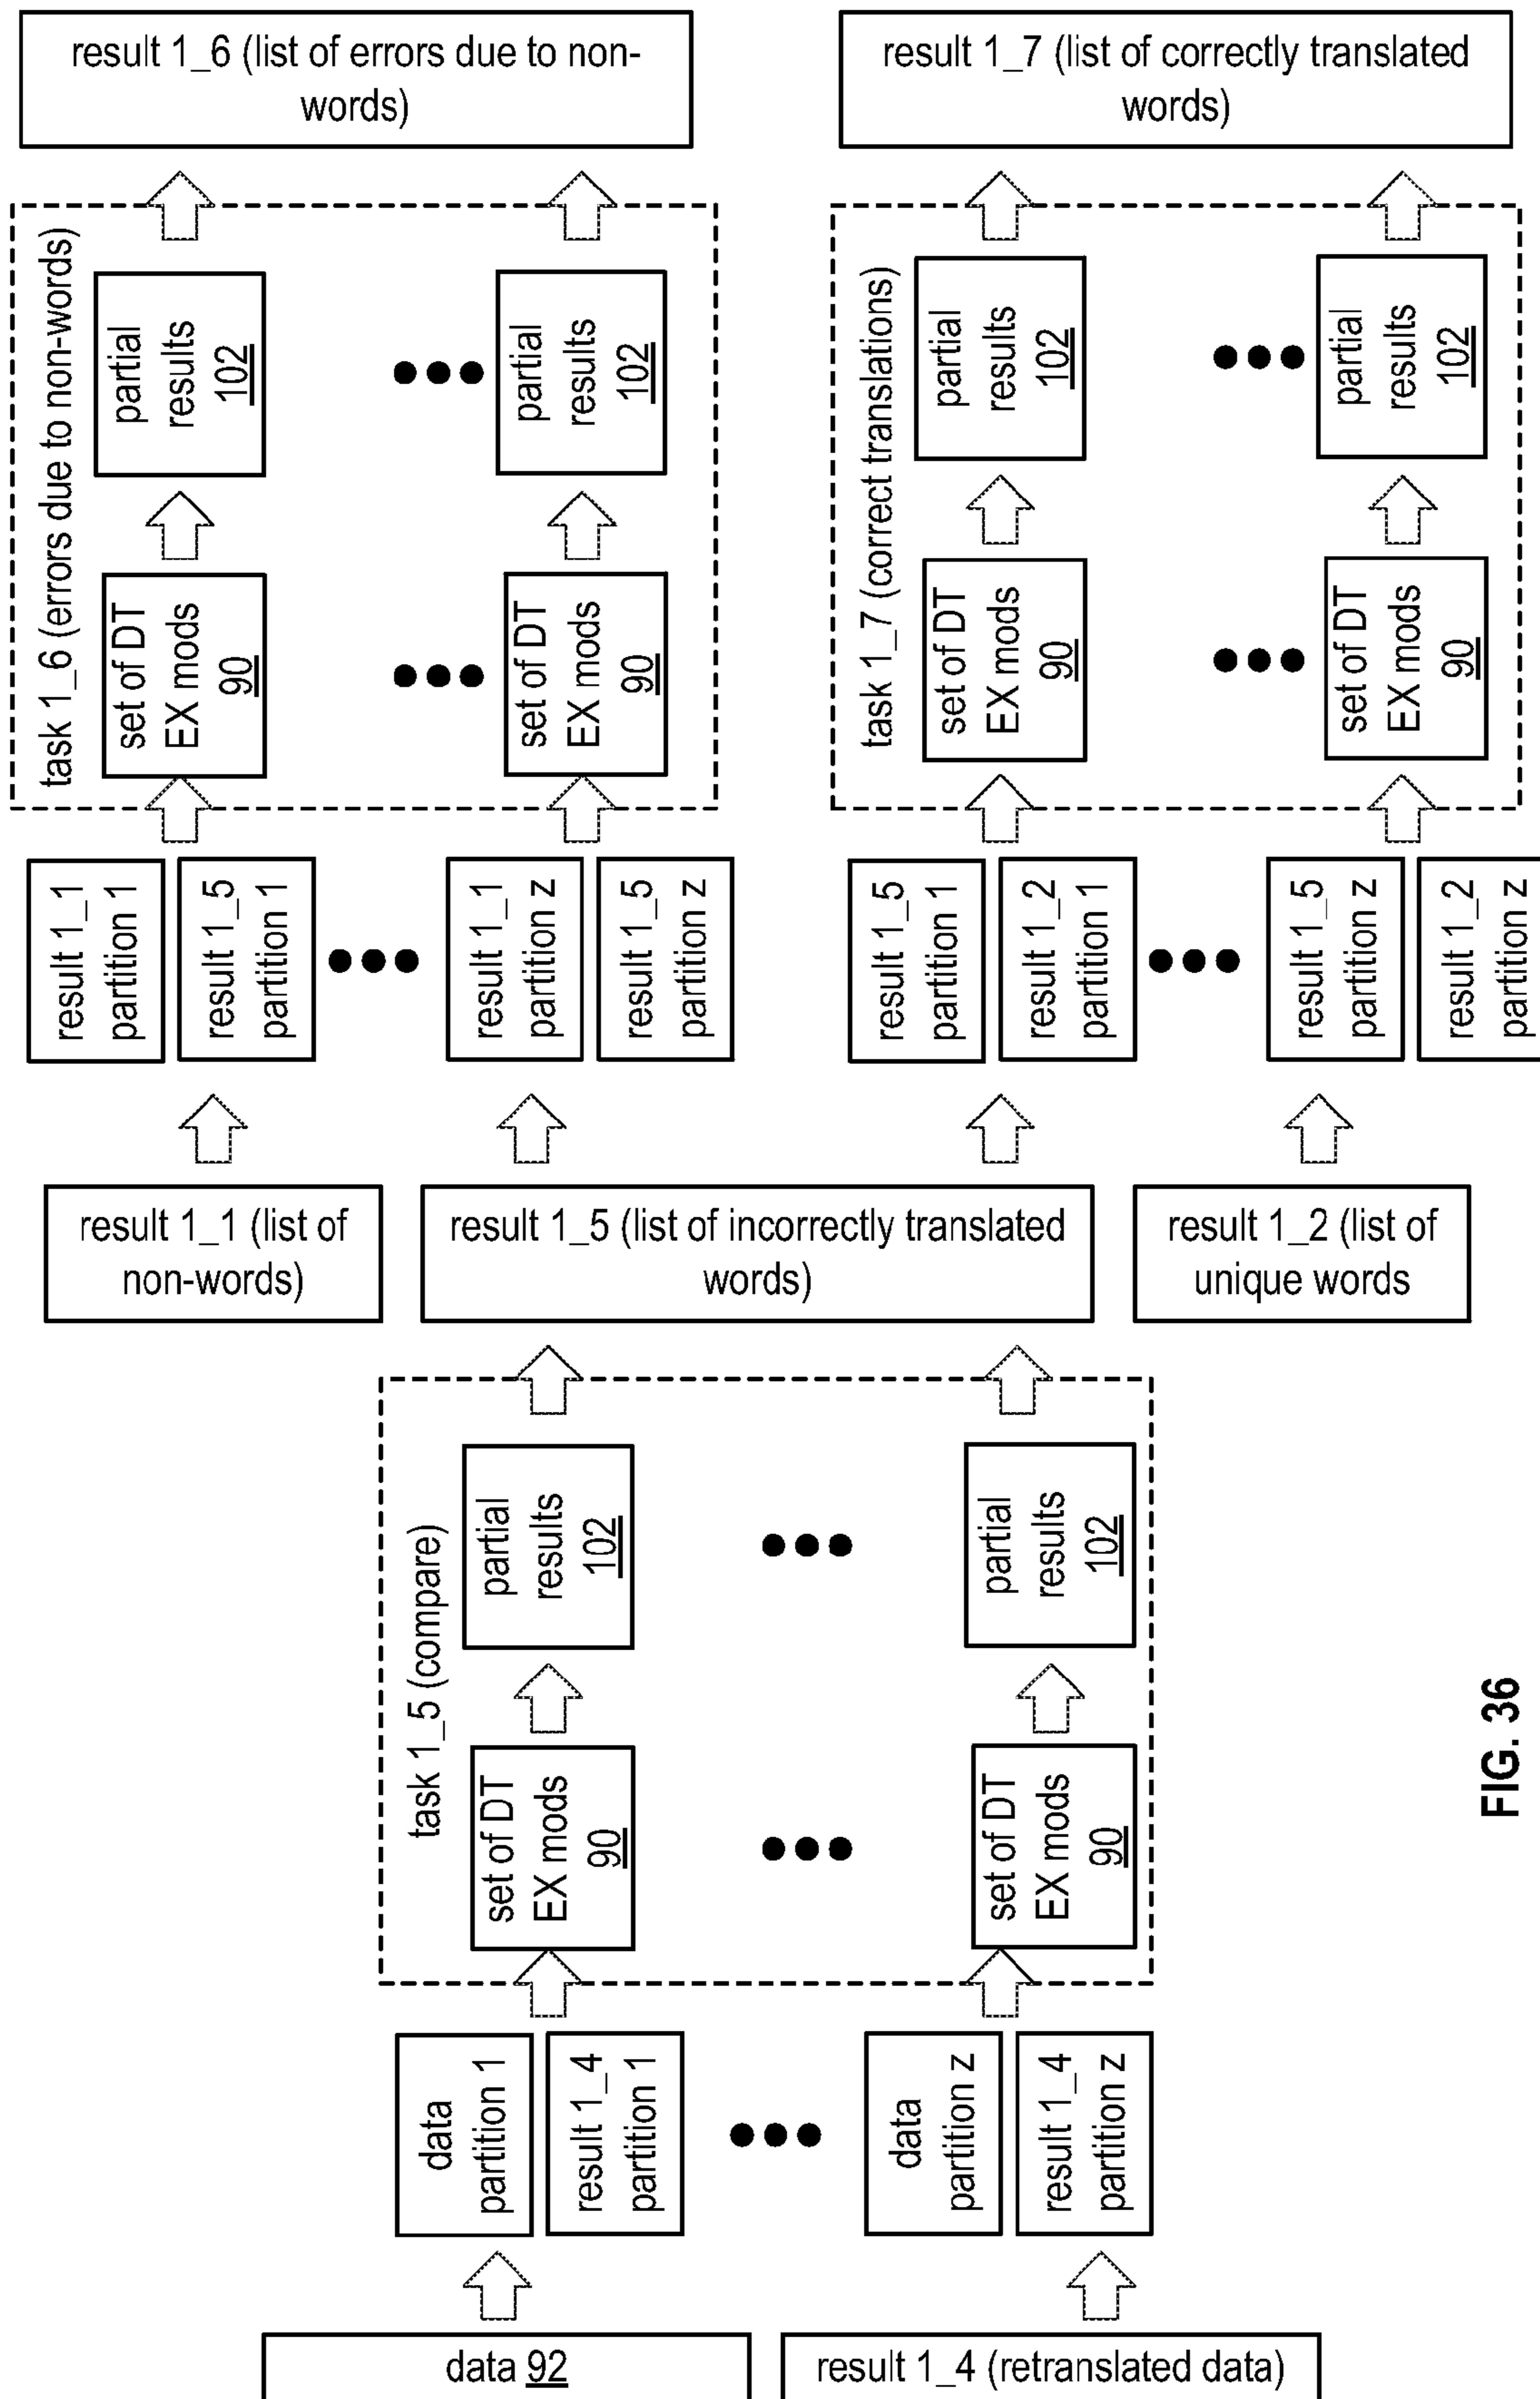 result 1_6 (list of errors due to non-
words)
result 1_7 (list of correctly translated
words)
task 1_6 (errors due to non-words)
partial
results
102
partial
results
102
set of DT
EX mods
90
set of DT
EX mods
90
task 1_7 (correct translations)
partial
results
102
partial
results
102
set of DT
EX mods
90
set of DT
EX mods
90
result 1_1
partition 1
result 1_5
partition 1
result 1_1
partition z
result 1_5
partition z
result 1_5
partition 1
result 1_2
partition 1
result 1_5
partition z
result 1_2
partition z
result 1_1 (list of
non-words)
result 1_5 (list of incorrectly translated
words)
result 1_2 (list of
unique words
task 1_5 (compare)
partial
results
102
partial
results
102
set of DT
EX mods
90
set of DT
EX mods
90
data
partition 1
result 1_4
partition 1
data
partition z
result 1_4
partition z
data 92
result 1_4 (retranslated data)
FIG. 36